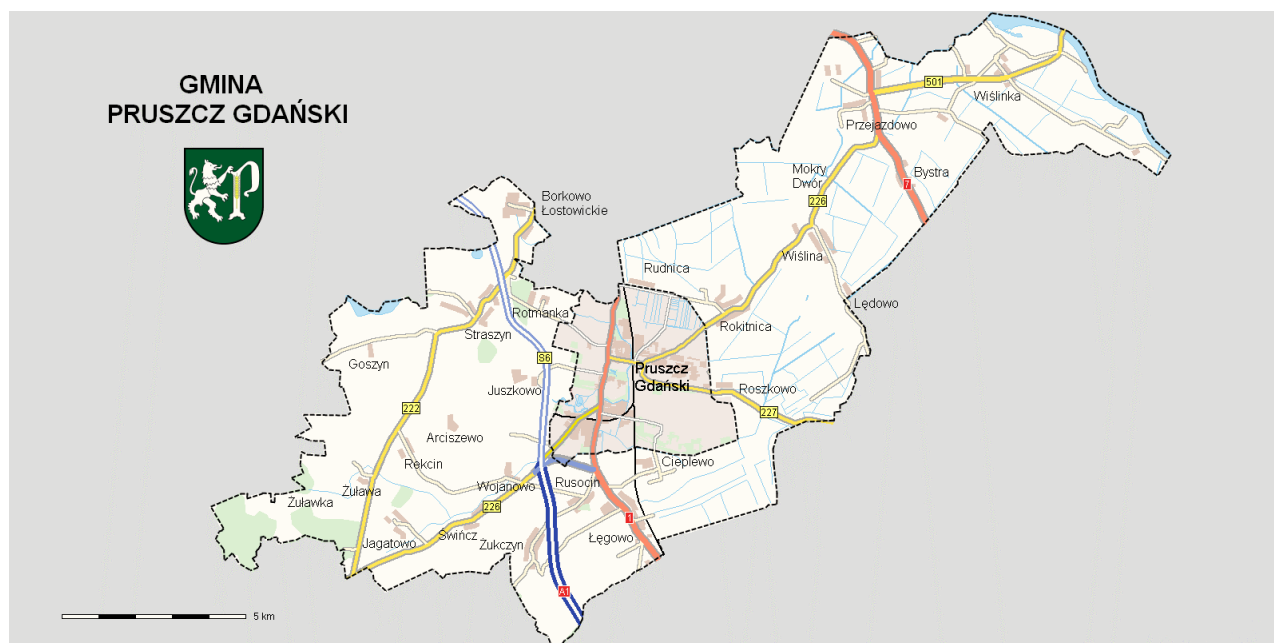 GMINA
PRUSZCZ GDAŃSKI
501
Wiślinka
Przejazdowo
Mokry
Dwór
Bystra
7
226
Borkowo
Łostowickie
Wiślina
Rudnica
Lędowo
Rotmanka
Rokitnica
Straszyn
S6
Goszyn
Pruszcz
Gdański
Juszkowo
Roszkowo
222
227
Arciszewo
Rekcin
Cieplewo
Wojanowo
Rusocin
Żuława
Żuławka
226
1
Świńcz
Jagatowo
Żukczyn
Łęgowo
A1
5 km